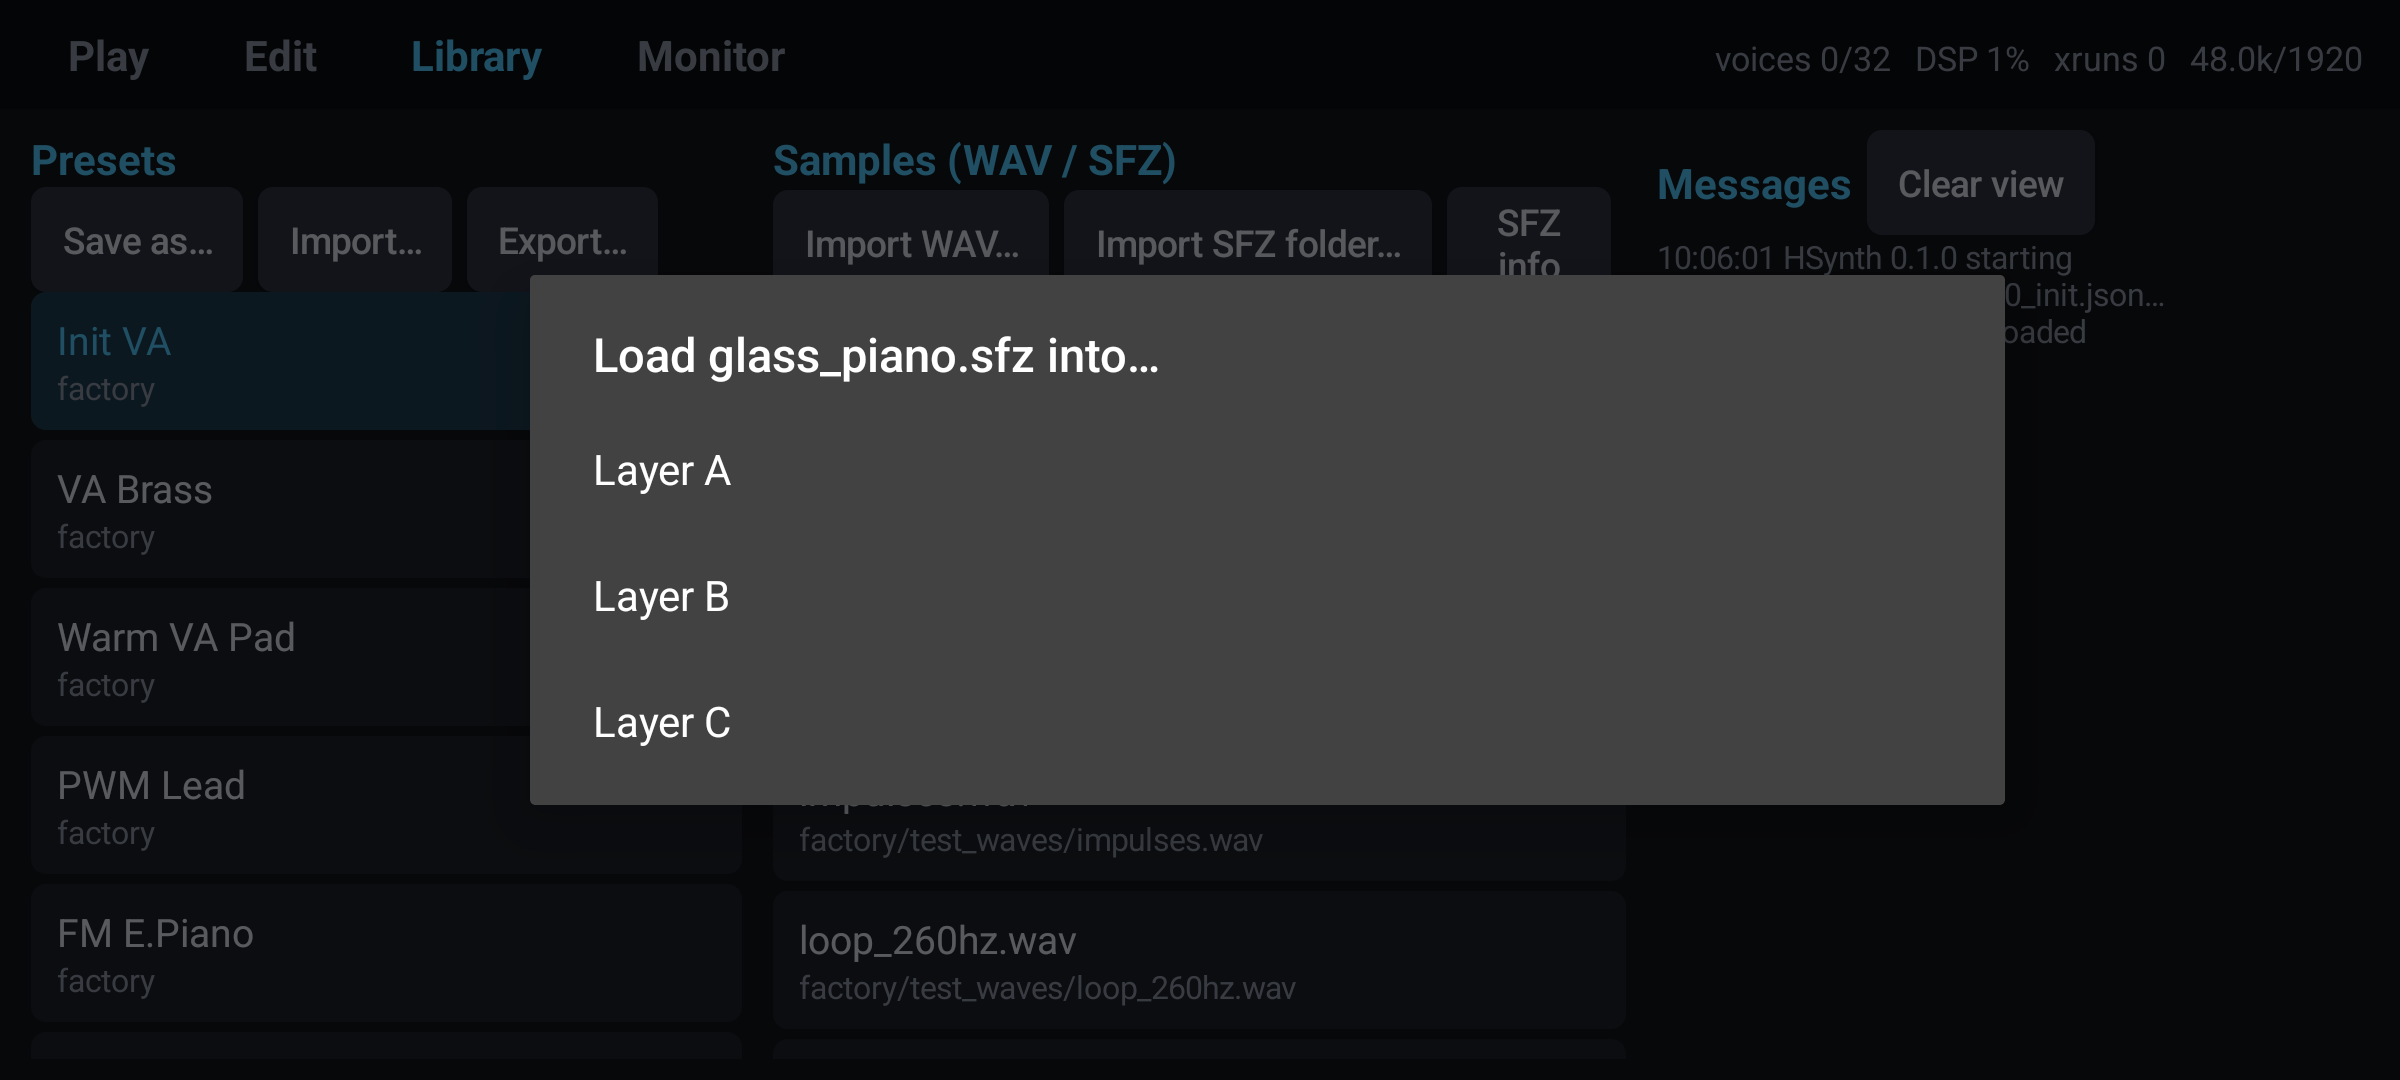 Play Edit Library Monitor voices 0/32 DSP 1% xruns 0 48.0k/1920
Presets
Save as... Import... Export...
Init VA
factory
VA Brass
factory
Warm VA Pad
factory
PWM Lead
factory
FM E.Piano
factory
Samples (WAV / SFZ)
Import WAV... Import SFZ folder... SFZ
info
Load glass_piano.sfz into...
Layer A
Layer B
Layer C
factory/test_waves/impulses.wav
loop_260hz.wav
factory/test_waves/loop_260hz.wav
Messages Clear view
10:06:01 HSynth 0.1.0 starting
0_init.json...
oaded